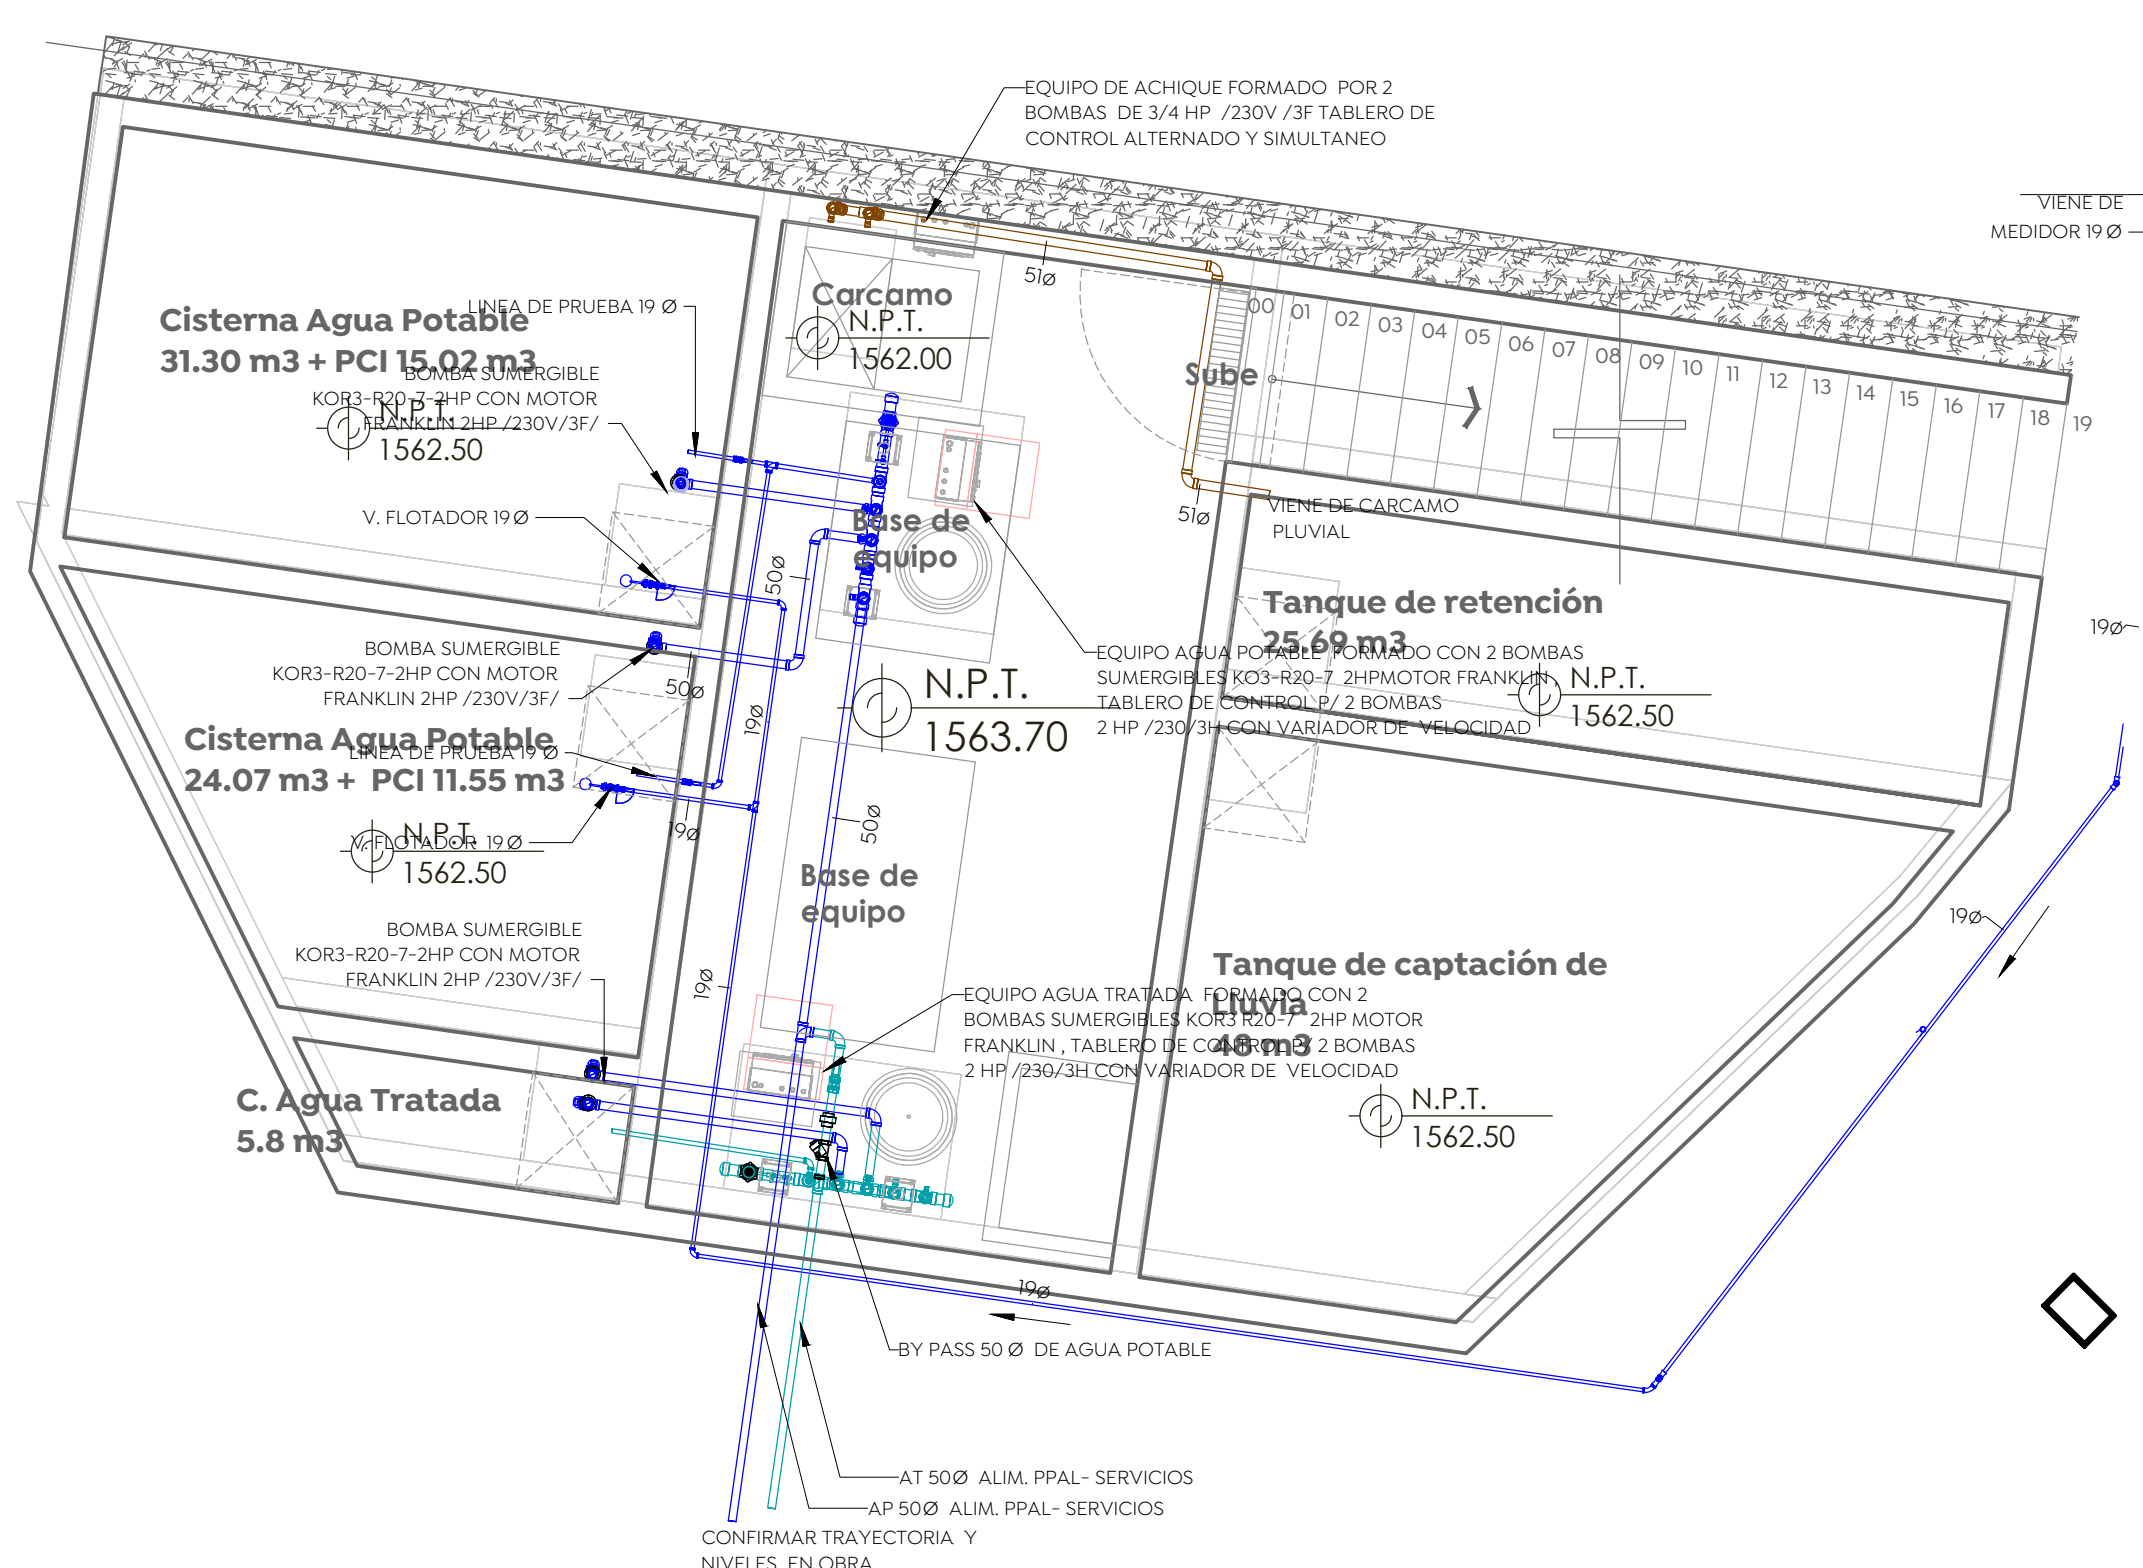 EQUIPO DE ACHIQUE FORMADO POR 2
BOMBAS DE 3/4 HP /230V /3F TABLERO DE
CONTROL ALTERNADO Y SIMULTANEO
VIENE DE
MEDIDOR 19 Ø
51Ø
Carcamo
N.P.T.
1562.00
Cisterna Agua Potable
31.30 m3 + PCI 15.02 m3
LINEA DE PRUEBA 19 Ø
BOMBA SUMERGIBLE
KOR3-R20-7-2HP CON MOTOR
FRANKLIN 2HP /230V/3F/
N.P.T.
1562.50
00
01
02
03
04
05
06
07
08
09
10
11
12
13
14
15
16
17
18
19
Sube
V. FLOTADOR 19 Ø
Base de
equipo
51Ø
VIENE DE CARCAMO
PLUVIAL
50Ø
Tanque de retención
25.69 m3
N.P.T.
1562.50
19Ø
BOMBA SUMERGIBLE
KOR3-R20-7-2HP CON MOTOR
FRANKLIN 2HP /230V/3F/
50Ø
EQUIPO AGUA POTABLE FORMADO CON 2 BOMBAS
SUMERGIBLES KO3-R20-7 2HPMOTOR FRANKLIN ,
TABLERO DE CONTROL P/ 2 BOMBAS
2 HP /230/3H CON VARIADOR DE VELOCIDAD
N.P.T.
1563.70
19Ø
Cisterna Agua Potable
24.07 m3 + PCI 11.55 m3
LINEA DE PRUEBA 19 Ø
V. FLOTADOR 19 Ø
N.P.T.
1562.50
19Ø
50Ø
Base de
equipo
19Ø
BOMBA SUMERGIBLE
KOR3-R20-7-2HP CON MOTOR
FRANKLIN 2HP /230V/3F/
19Ø
Tanque de captación de
Lluvia
48 m3
EQUIPO AGUA TRATADA FORMADO CON 2
BOMBAS SUMERGIBLES KOR3 R20-7 2HP MOTOR
FRANKLIN , TABLERO DE CONTROL P/ 2 BOMBAS
2 HP /230/3H CON VARIADOR DE VELOCIDAD
N.P.T.
1562.50
C. Agua Tratada
5.8 m3
19Ø
BY PASS 50 Ø DE AGUA POTABLE
AT 50Ø ALIM. PPAL- SERVICIOS
AP 50Ø ALIM. PPAL- SERVICIOS
CONFIRMAR TRAYECTORIA Y
NIVELES EN OBRA